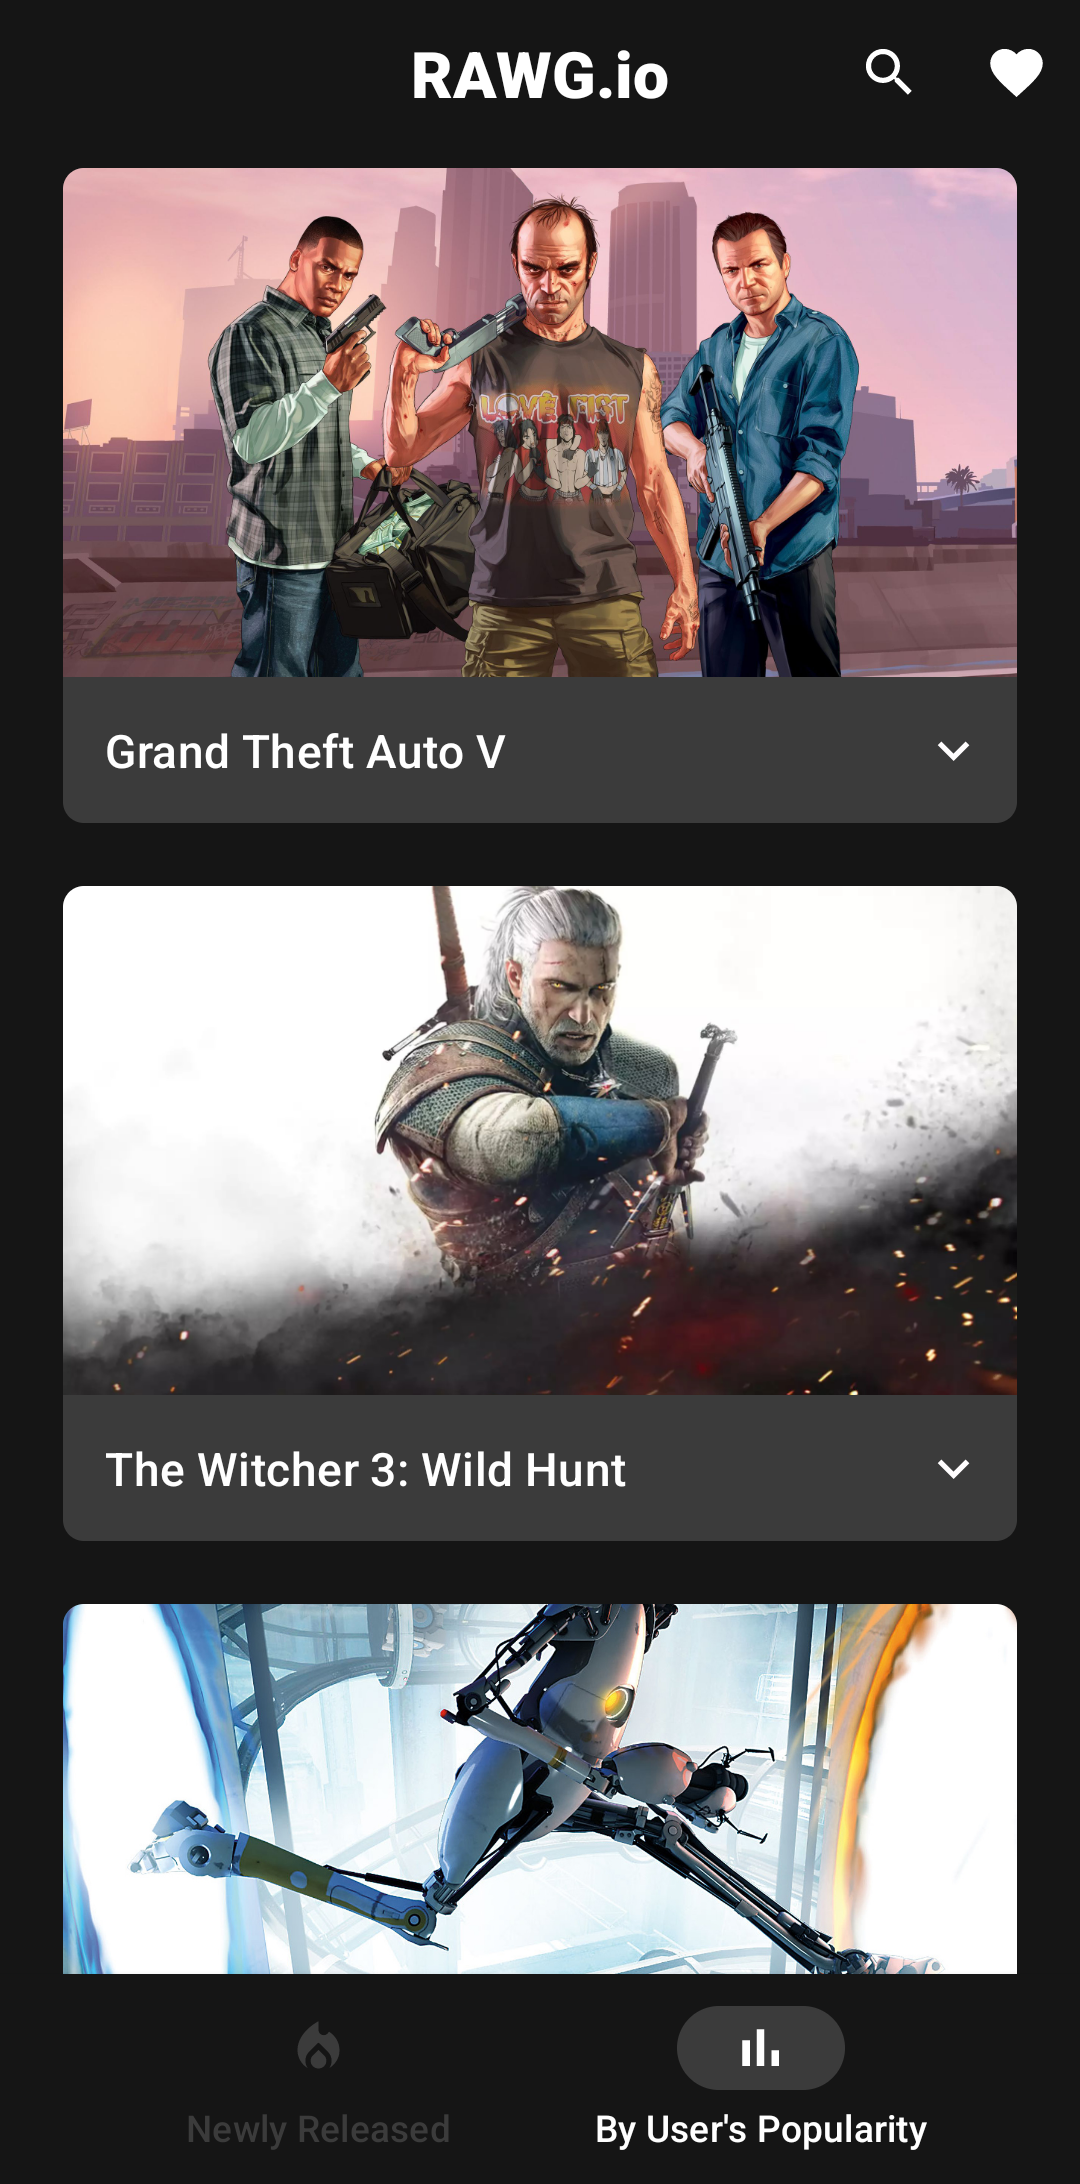 RAWG.io
LOVE FIST
Grand Theft Auto V
The Witcher 3: Wild Hunt
Newly Released
By User's Popularity